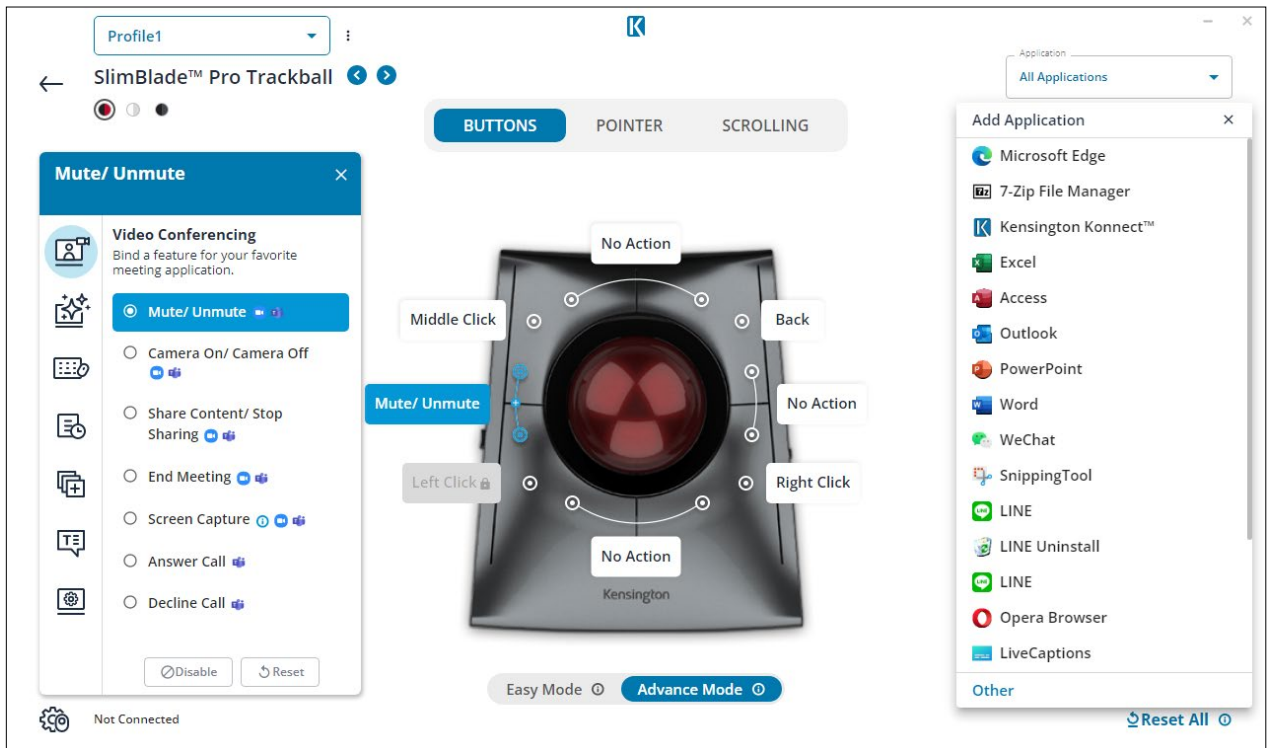 Profile1
SlimBlade™ Pro Trackball
Application
All Applications
BUTTONS
POINTER
SCROLLING
Mute/ Unmute
Video Conferencing
Bind a feature for your favorite
meeting application.
Mute/ Unmute
Camera On/ Camera Off
Share Content/ Stop
Sharing
End Meeting
Screen Capture
Answer Call
Decline Call
Disable
Reset
No Action
Middle Click
Back
Mute/ Unmute
No Action
Left Click
Right Click
No Action
Kensington
Easy Mode
Advance Mode
Add Application
Microsoft Edge
7-Zip File Manager
Kensington Konnect™
Excel
Access
Outlook
PowerPoint
Word
WeChat
SnippingTool
LINE
LINE Uninstall
LINE
Opera Browser
LiveCaptions
Other
Not Connected
Reset All